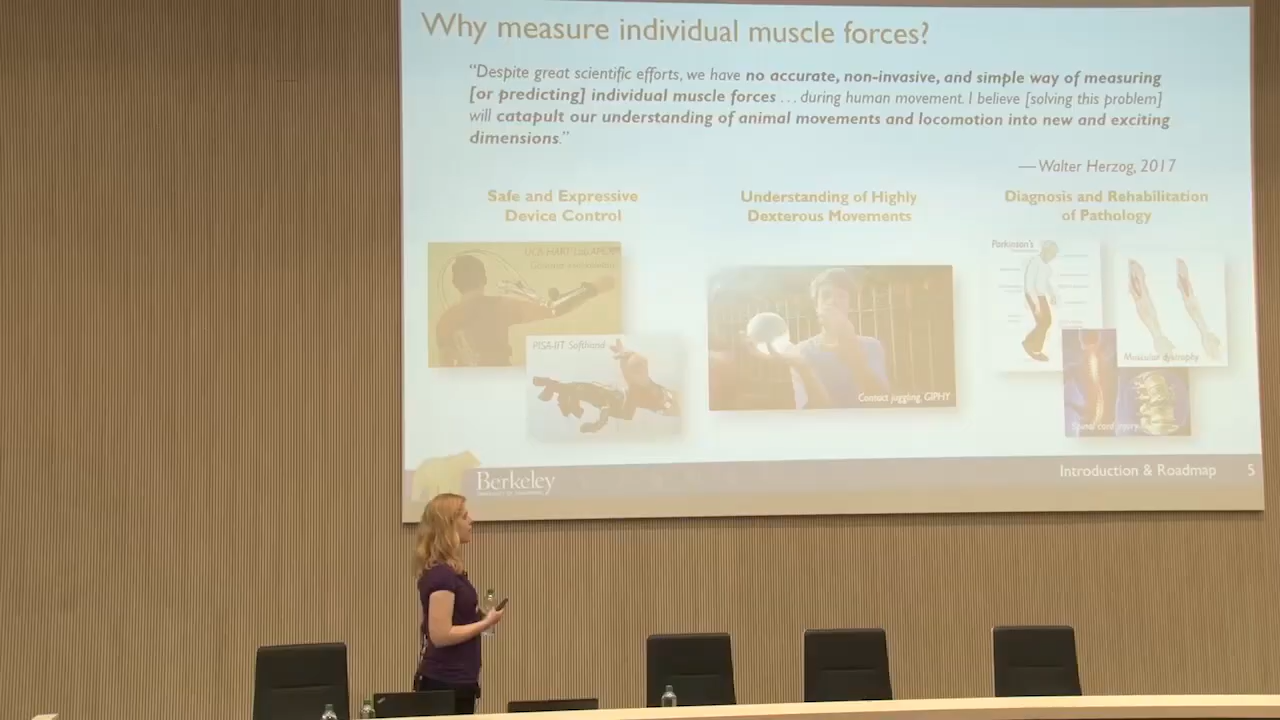 Why measure individual muscle forces?
“Despite great scientific efforts, we have no accurate, non-invasive, and simple way of measuring
[or predicting] individual muscle forces … during human movement. I believe [solving this problem]
will catapult our understanding of animal movements and locomotion into new and exciting
dimensions.”
— Walter Herzog, 2017
Safe and Expressive
Device Control
Understanding of Highly
Dexterous Movements
Diagnosis and Rehabilitation
of Pathology
Parkinson's
PISA-IIT Softhand
Muscular dystrophy
Contact juggling, GIPHY
Spinal cord injury
Berkeley
Introduction & Roadmap 5